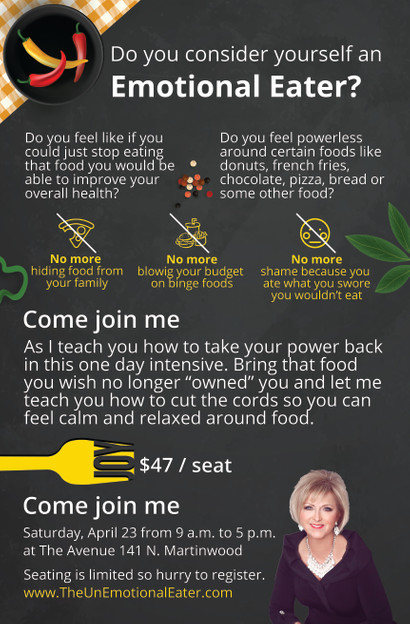 Do you consider yourself an
Emotional Eater?
Do you feel like if you
could just stop eating
that food you would be
able to improve your
overall health?
Do you feel powerless
around certain foods like
donuts, french fries,
chocolate, pizza, bread or
some other food?
No more
hiding food from
your family
No more
blowig your budget
on binge foods
No more
shame because you
ate what you swore
you wouldn't eat
Come join me
As I teach you how to take your power back
in this one day intensive. Bring that food
you wish no longer “owned” you and let me
teach you how to cut the cords so you can
feel calm and relaxed around food.
JOY
$47 / seat
Come join me
Saturday, April 23 from 9 a.m. to 5 p.m.
at The Avenue 141 N. Martinwood
Seating is limited so hurry to register.
www.TheUnEmotionalEater.com